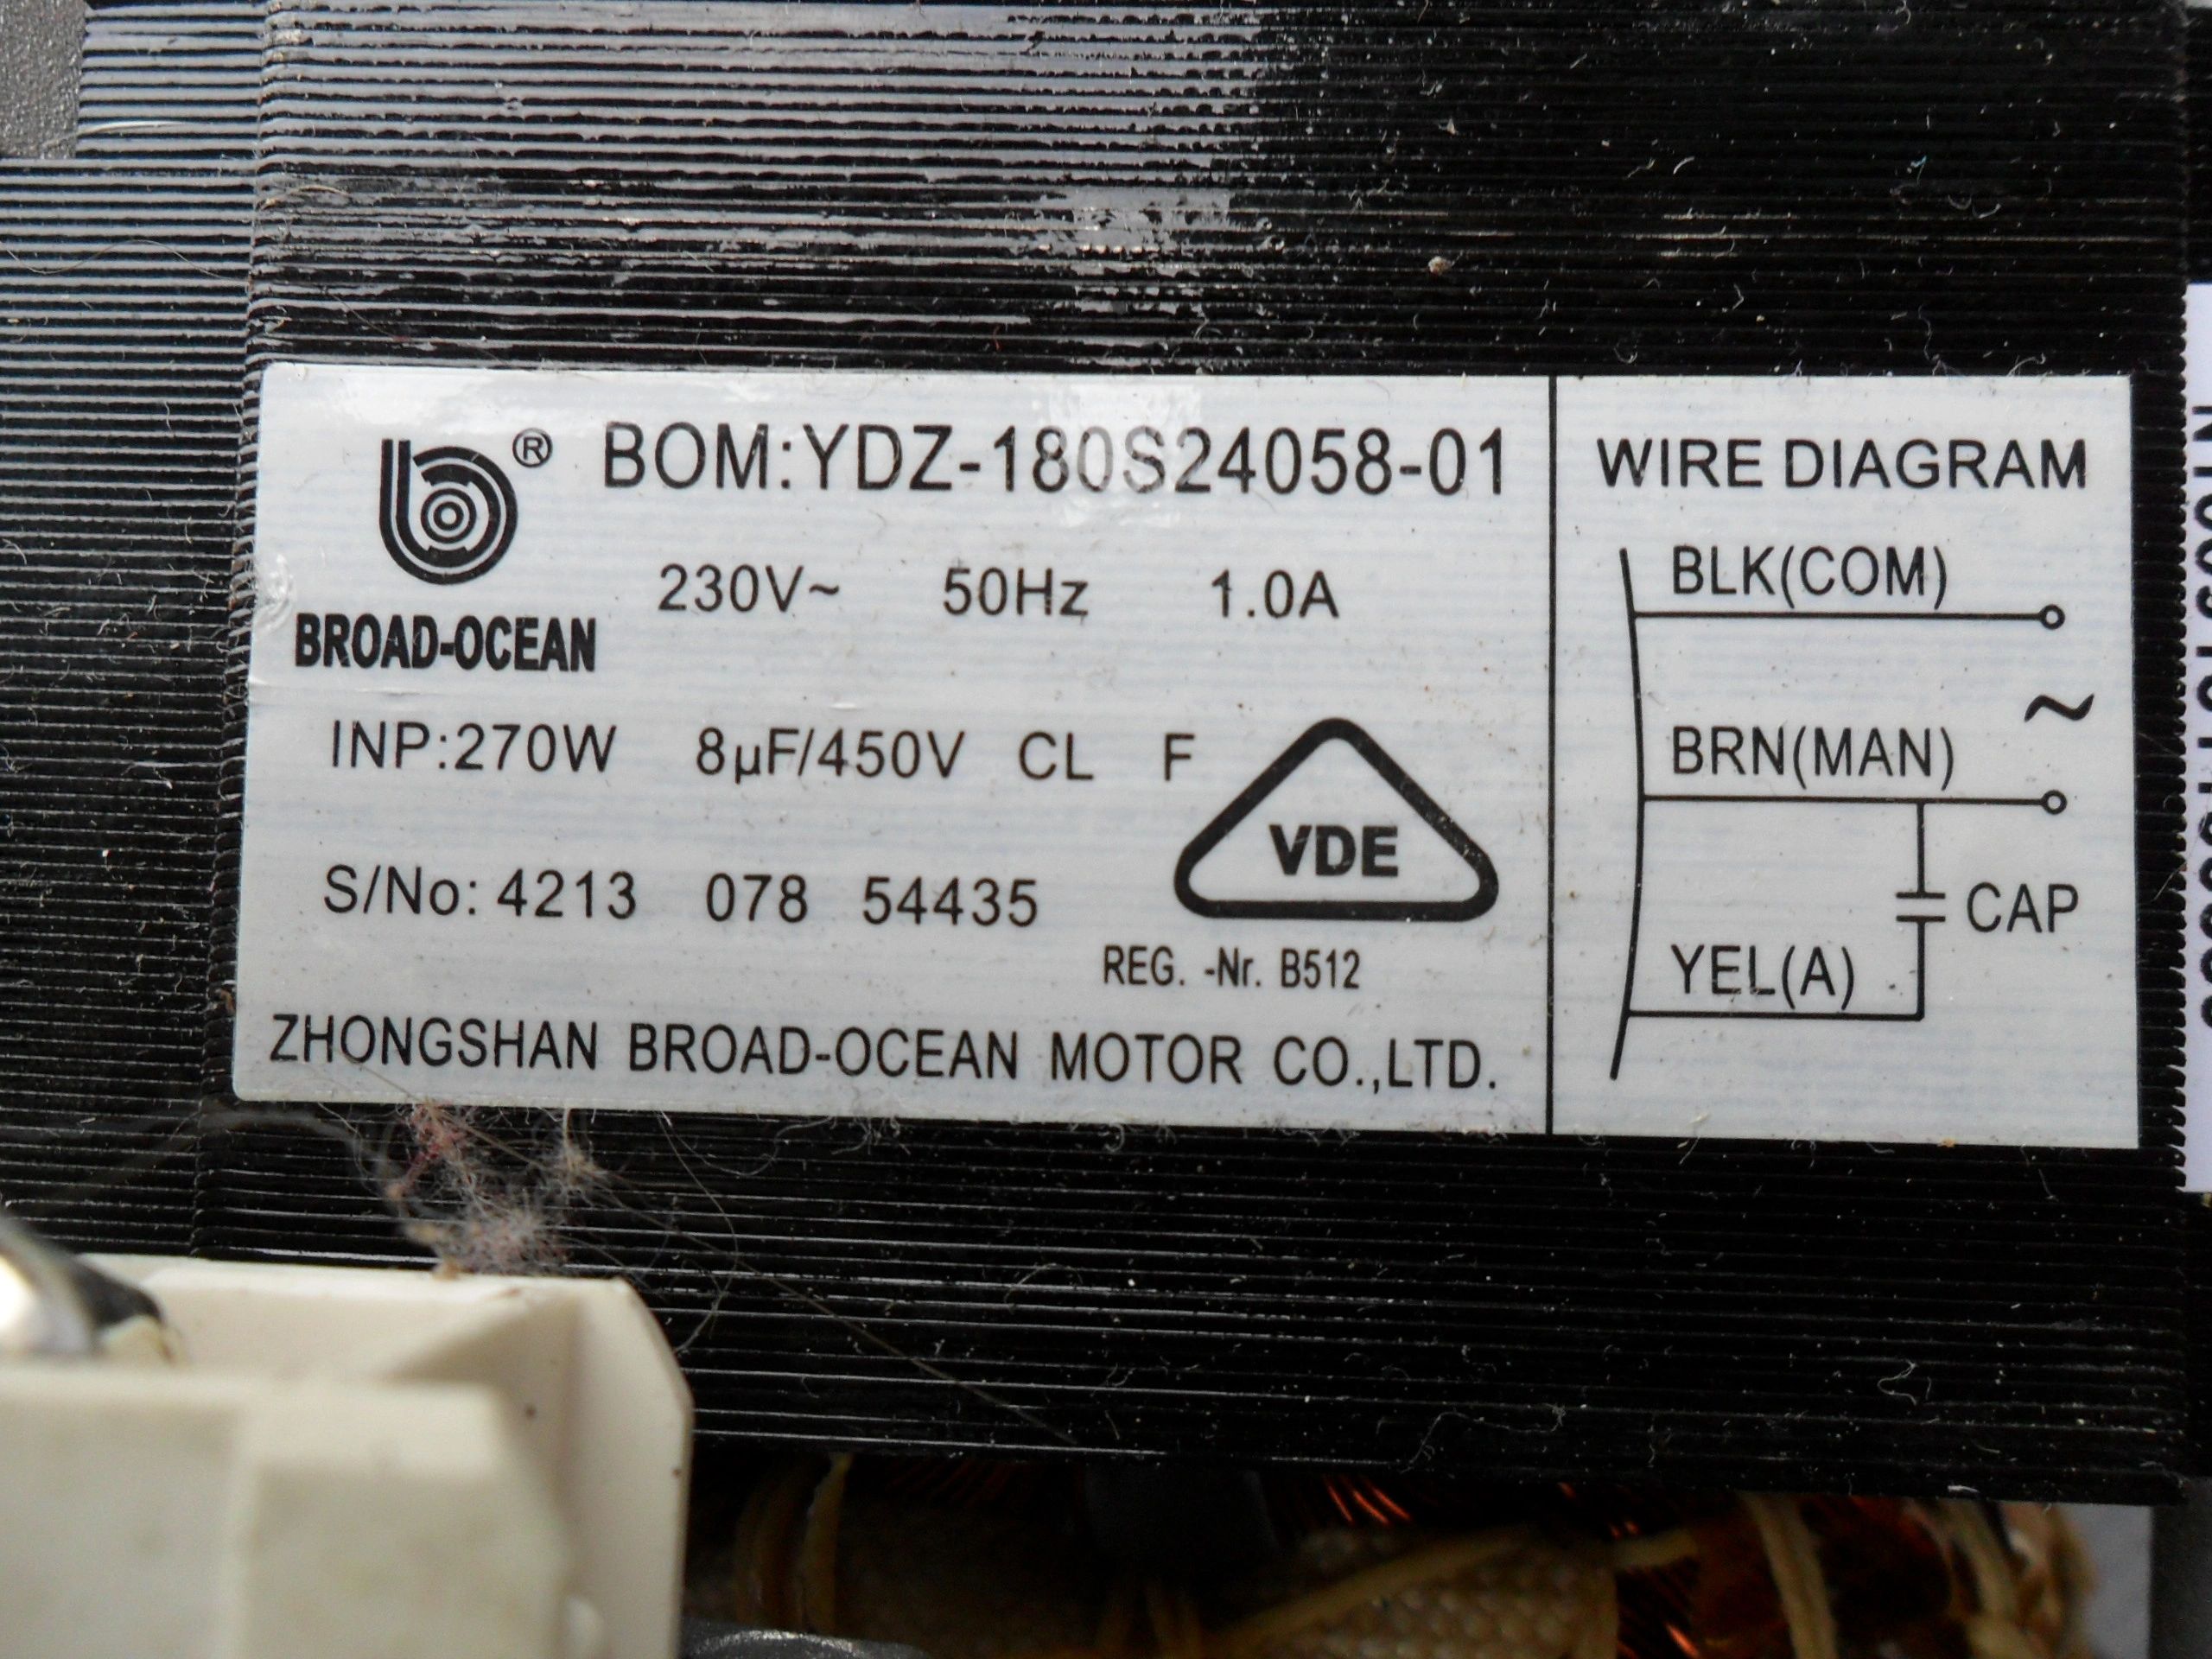 ® BOM:YDZ-180S24058-01
BROAD-OCEAN
230V~ 50Hz 1.0A
INP:270W 8µF/450V CL F
VDE
S/No: 4213 078 54435
REG. -Nr. B512
ZHONGSHAN BROAD-OCEAN MOTOR CO.,LTD.
WIRE DIAGRAM
BLK(COM)
~
BRN(MAN)
CAP
YEL(A)